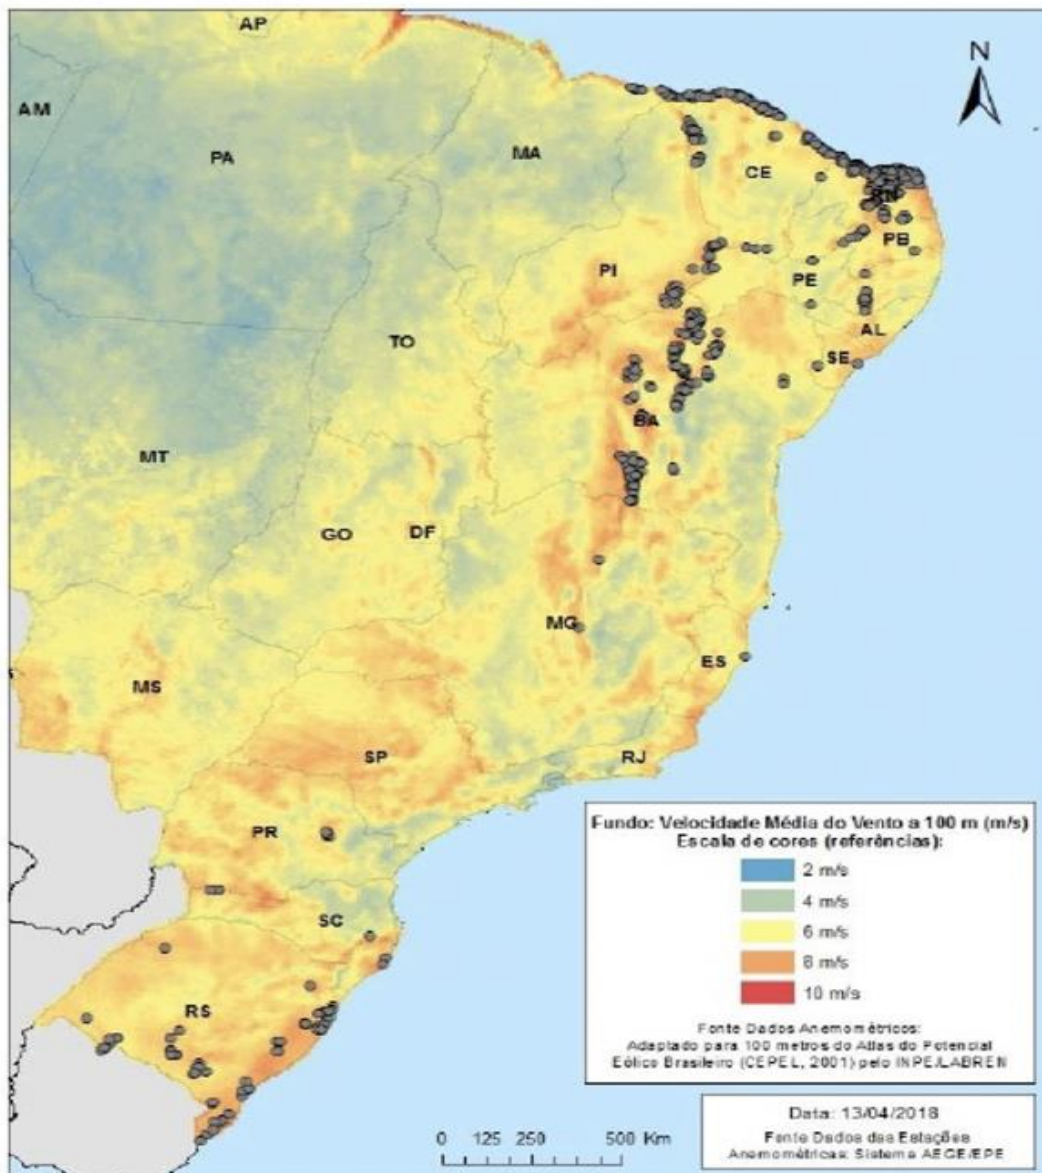 AP
N
AM
PA
MA
CE
RN
PB
PI
PE
TO
AL
SE
BA
MT
GO
DF
MG
ES
MS
SP
RJ
PR
SC
RS
Fundo: Velocidade Média do Vento a 100 m (m/s)
Escala de cores (referências):
2 m/s
4 m/s
6 m/s
8 m/s
10 m/s
Fonte Dados Anemométricos:
Adaptado para 100 metros do Atlas do Potencial
Eólico Brasileiro (CEPEL, 2001) pelo INPE/LABREN
Data: 13/04/2018
Fonte Dados das Estações
Anemométricas: Sistema AEGE/EPE
0 125 250 500 Km